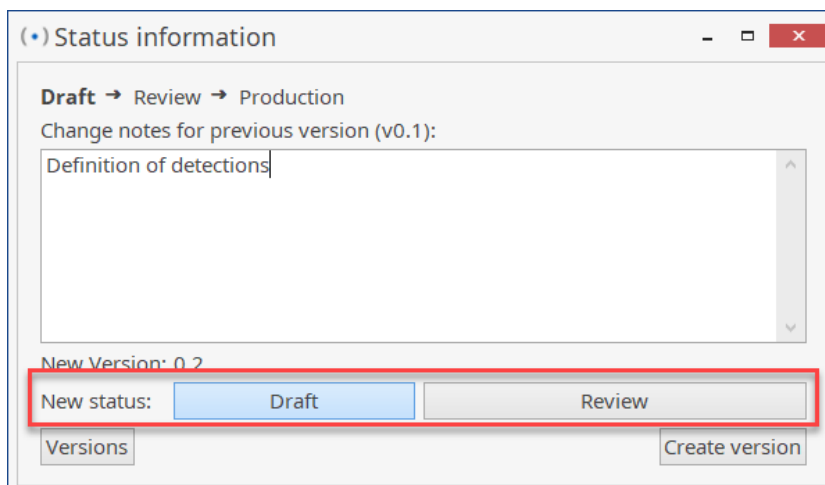 Status information
Draft → Review → Production
Change notes for previous version (v0.1):
Definition of detections
New Version: 0.2
New status: Draft Review
Versions Create version